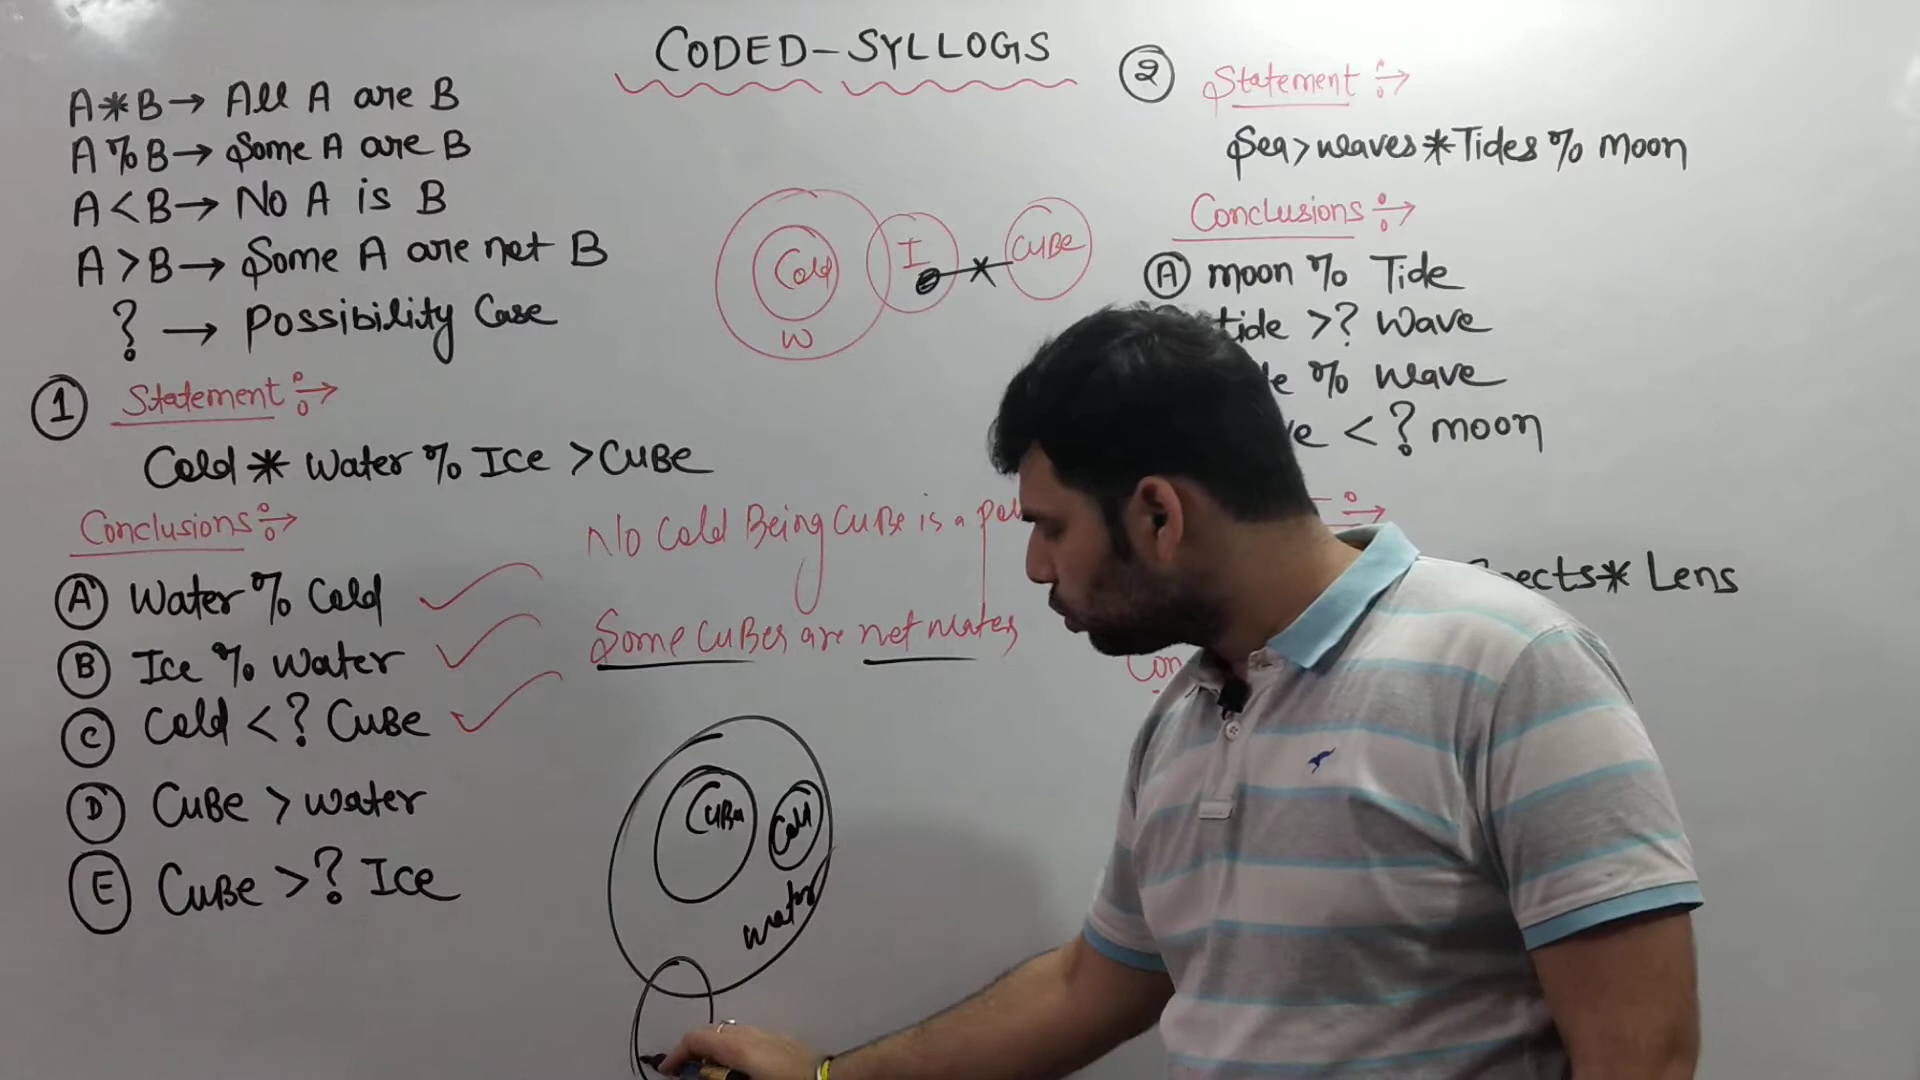 CODED-SYLLOGS
A*B→ All A are B
A%B→ Some A are B
A<B→ No A is B
A>B→ Some A are not B
? → Possibility Case
① Statement
Cold * Water % Ice > CUBE
Conclusions
Ⓐ Water % Cold
Ⓑ Ice % Water
Ⓒ Cold <? CUBE
Ⓓ CUBE > Water
Ⓔ CUBE >? Ice
Cold
W
I
CUBE
No Cold Being CUBE is a
Some CUBes are not water
CUBe
Cold
water
② Statement
Sea > waves * Tides % Moon
Conclusions
Ⓐ Moon % Tide
tide >? Wave
% Wave
<? Moon
* Lens
Con